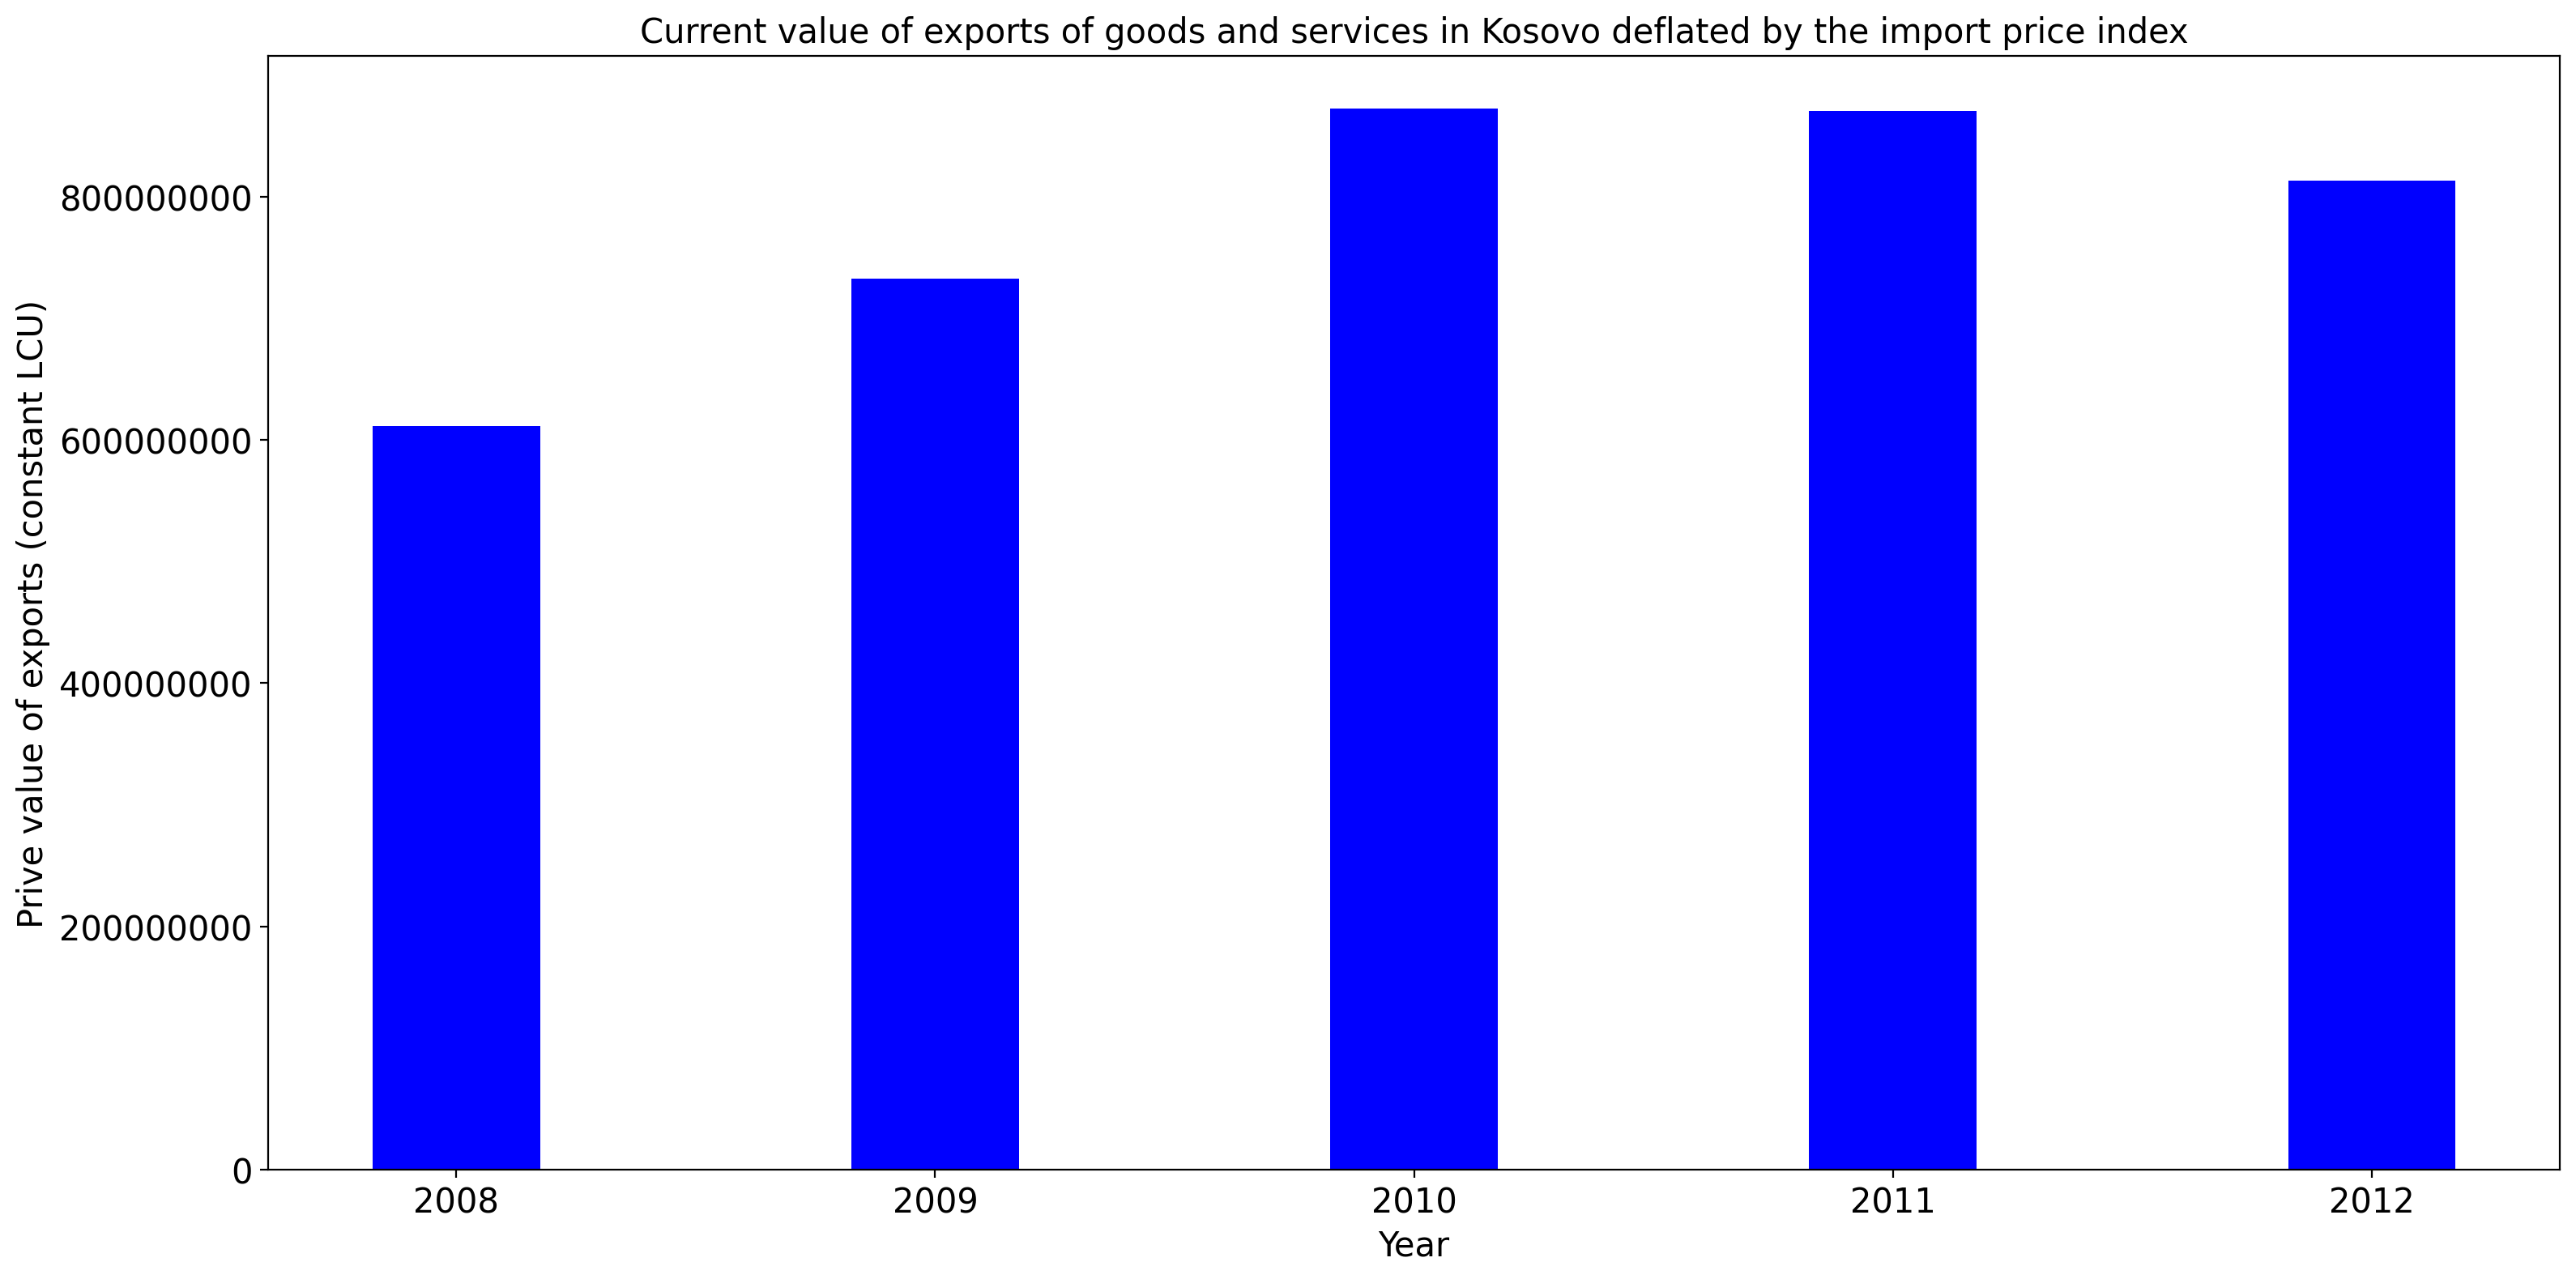 Current value of exports of goods and services in Kosovo deflated by the import price index
Prive value of exports (constant LCU)
800000000
600000000
400000000
200000000
0
2008 2009 2010 2011 2012
Year